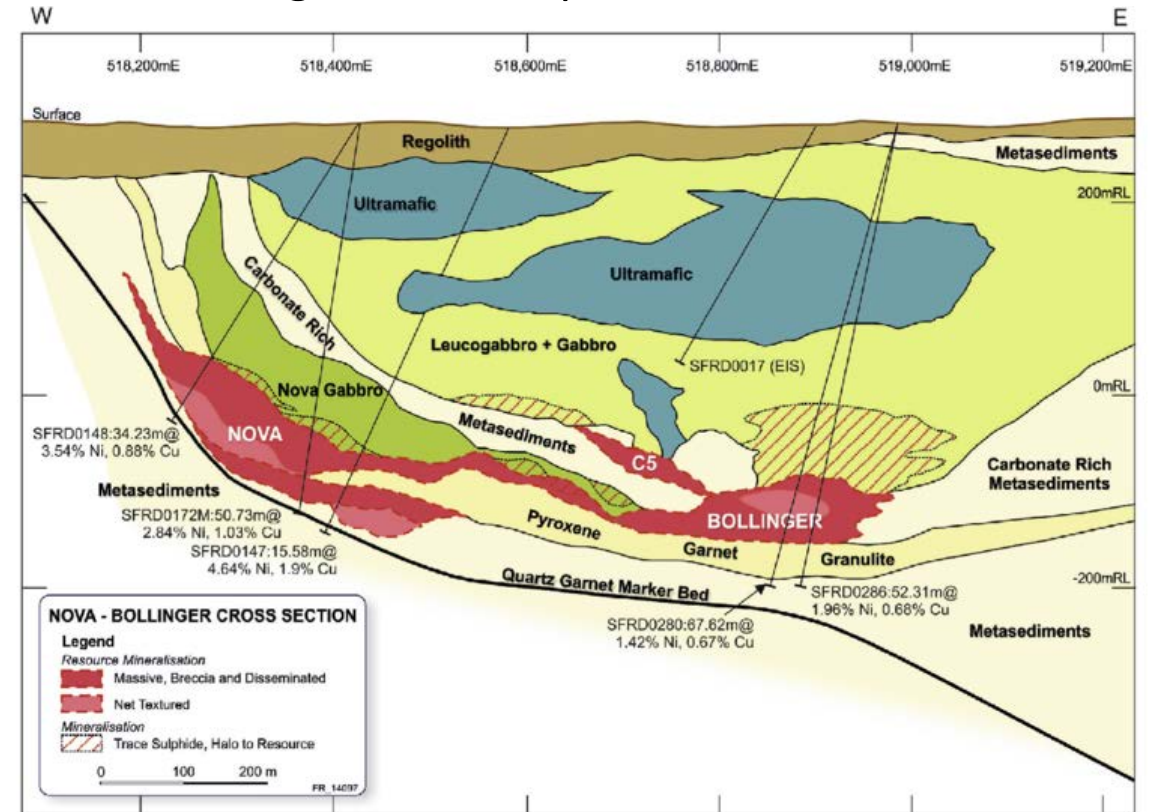 W
E
518,200mE
518,400mE
518,600mE
518,800mE
519,000mE
519,200mE
Surface
Regolith
Metasediments
200mRL
Ultramafic
Ultramafic
Carbonate Rich
Leucogabbro + Gabbro
SFRD0017 (EIS)
0mRL
Nova Gabbro
Metasediments
SFRD0148:34.23m@
3.54% Ni, 0.88% Cu
NOVA
C5
Carbonate Rich
Metasediments
Metasediments
SFRD0172M:50.73m@
2.84% Ni, 1.03% Cu
BOLLINGER
Pyroxene
Garnet
Granulite
SFRD0147:15.58m@
4.64% Ni, 1.9% Cu
Quartz Garnet Marker Bed
-200mRL
SFRD0286:52.31m@
1.96% Ni, 0.68% Cu
SFRD0280:67.62m@
1.42% Ni, 0.67% Cu
Metasediments
NOVA - BOLLINGER CROSS SECTION
Legend
Resource Mineralisation
Massive, Breccia and Disseminated
Net Textured
Mineralisation
Trace Sulphide, Halo to Resource
0 100 200 m